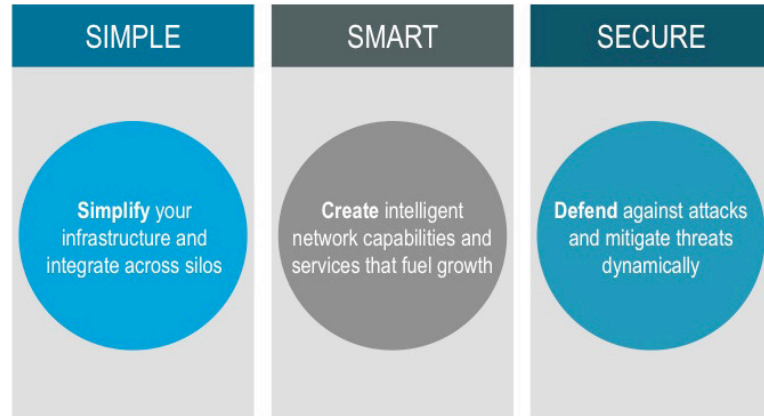 SIMPLE
Simplify your
infrastructure and
integrate across silos
SMART
Create intelligent
network capabilities and
services that fuel growth
SECURE
Defend against attacks
and mitigate threats
dynamically